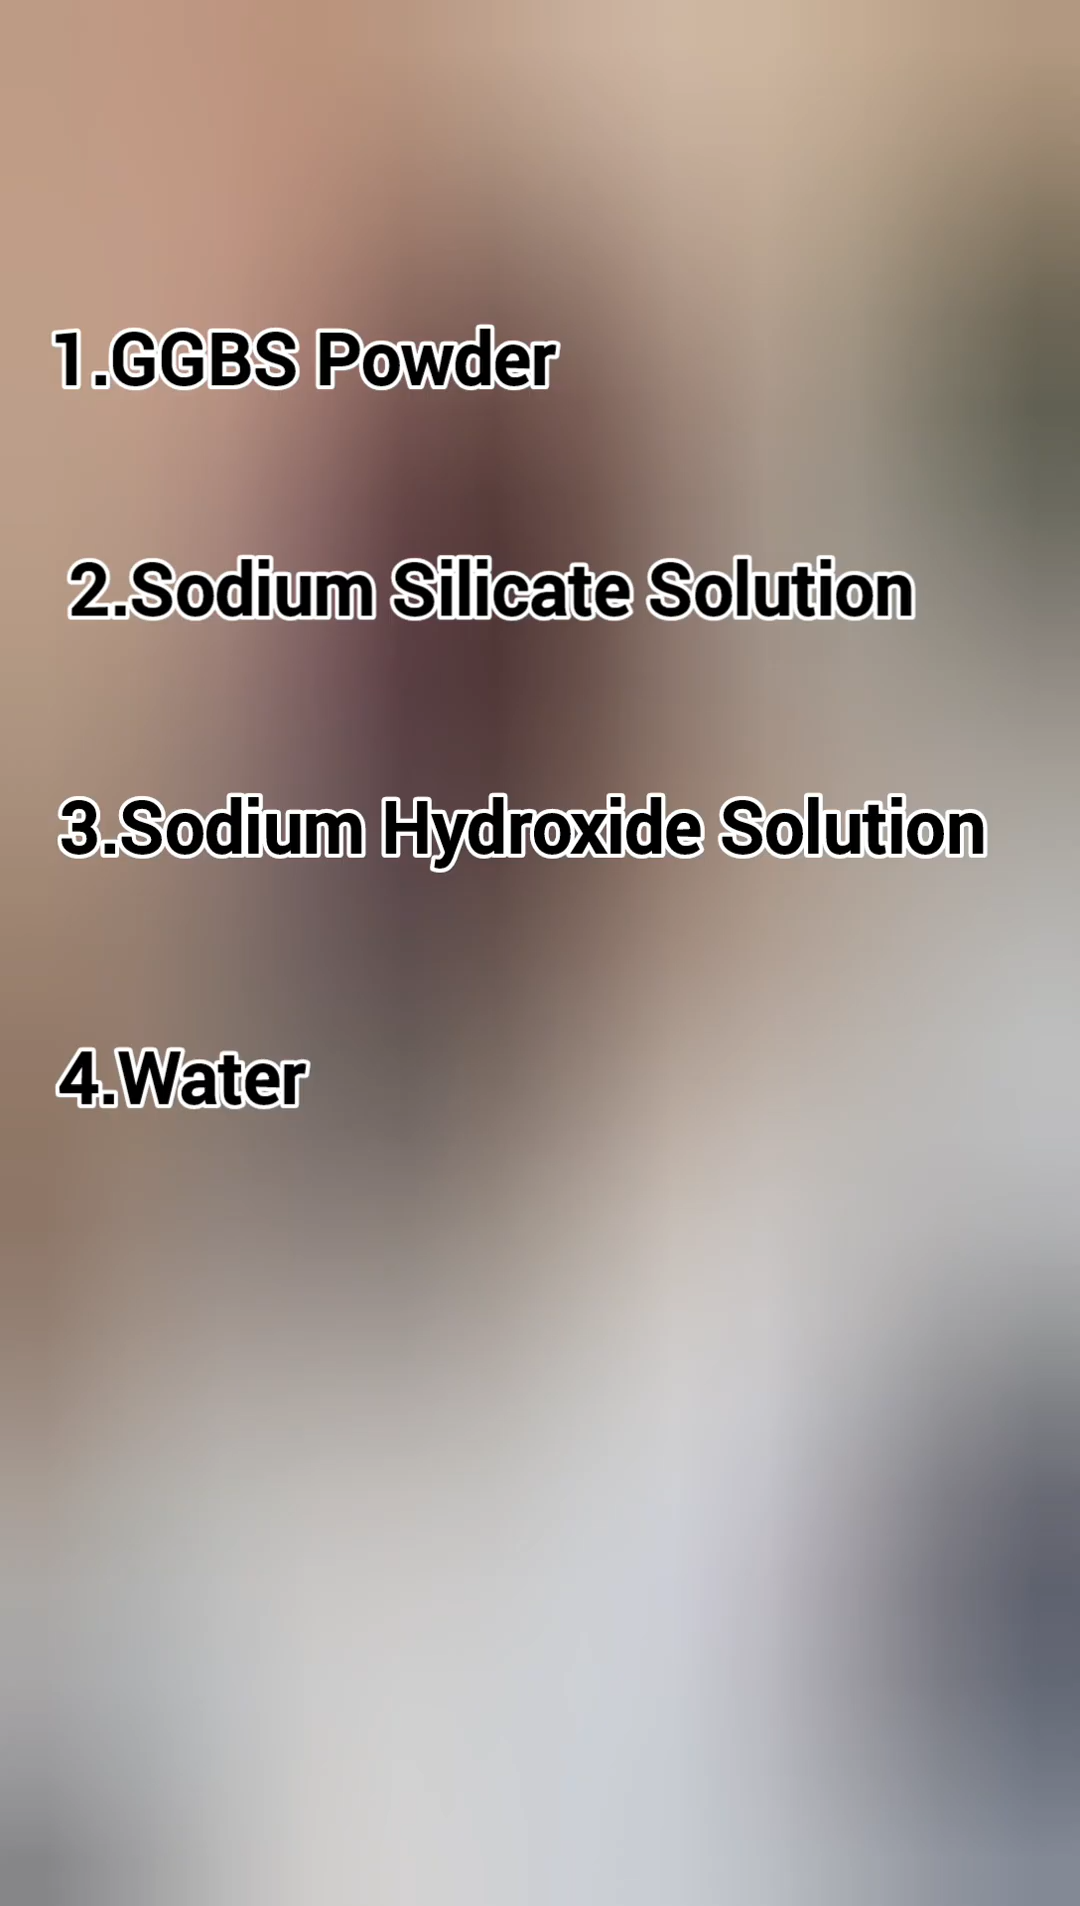 1.GGBS Powder
2.Sodium Silicate Solution
3.Sodium Hydroxide Solution
4.Water